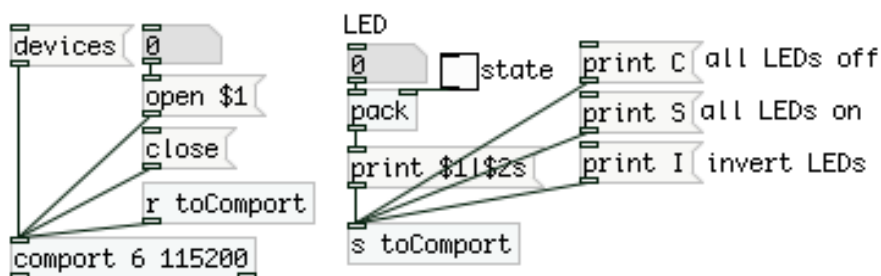 LED
devices
0
0
state
print C
all LEDs off
open $1
pack
print S
all LEDs on
close
print $1l$2s
print I
invert LEDs
r toComport
s toComport
comport 6 115200